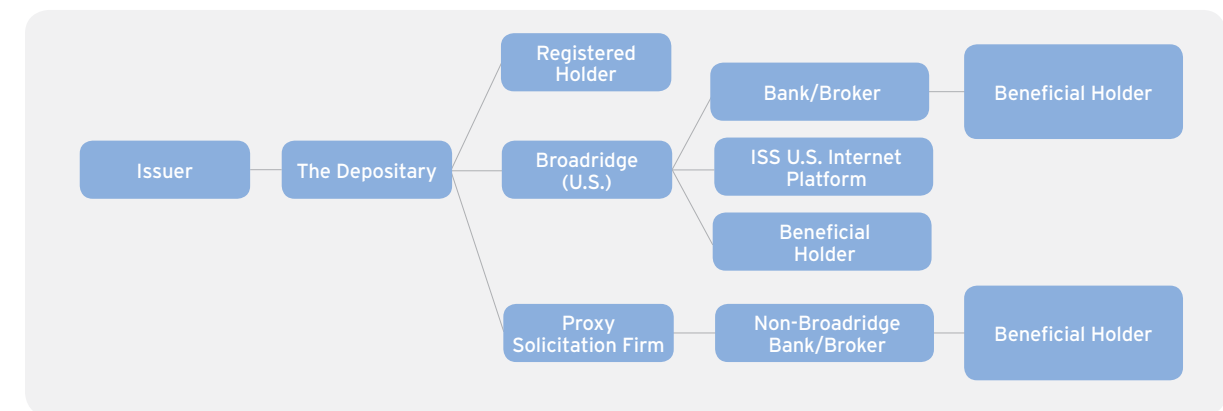 Issuer
The Depositary
Registered
Holder
Broadridge
(U.S.)
Proxy
Solicitation Firm
Bank/Broker
ISS U.S. Internet
Platform
Beneficial
Holder
Non-Broadridge
Bank/Broker
Beneficial Holder
Beneficial Holder